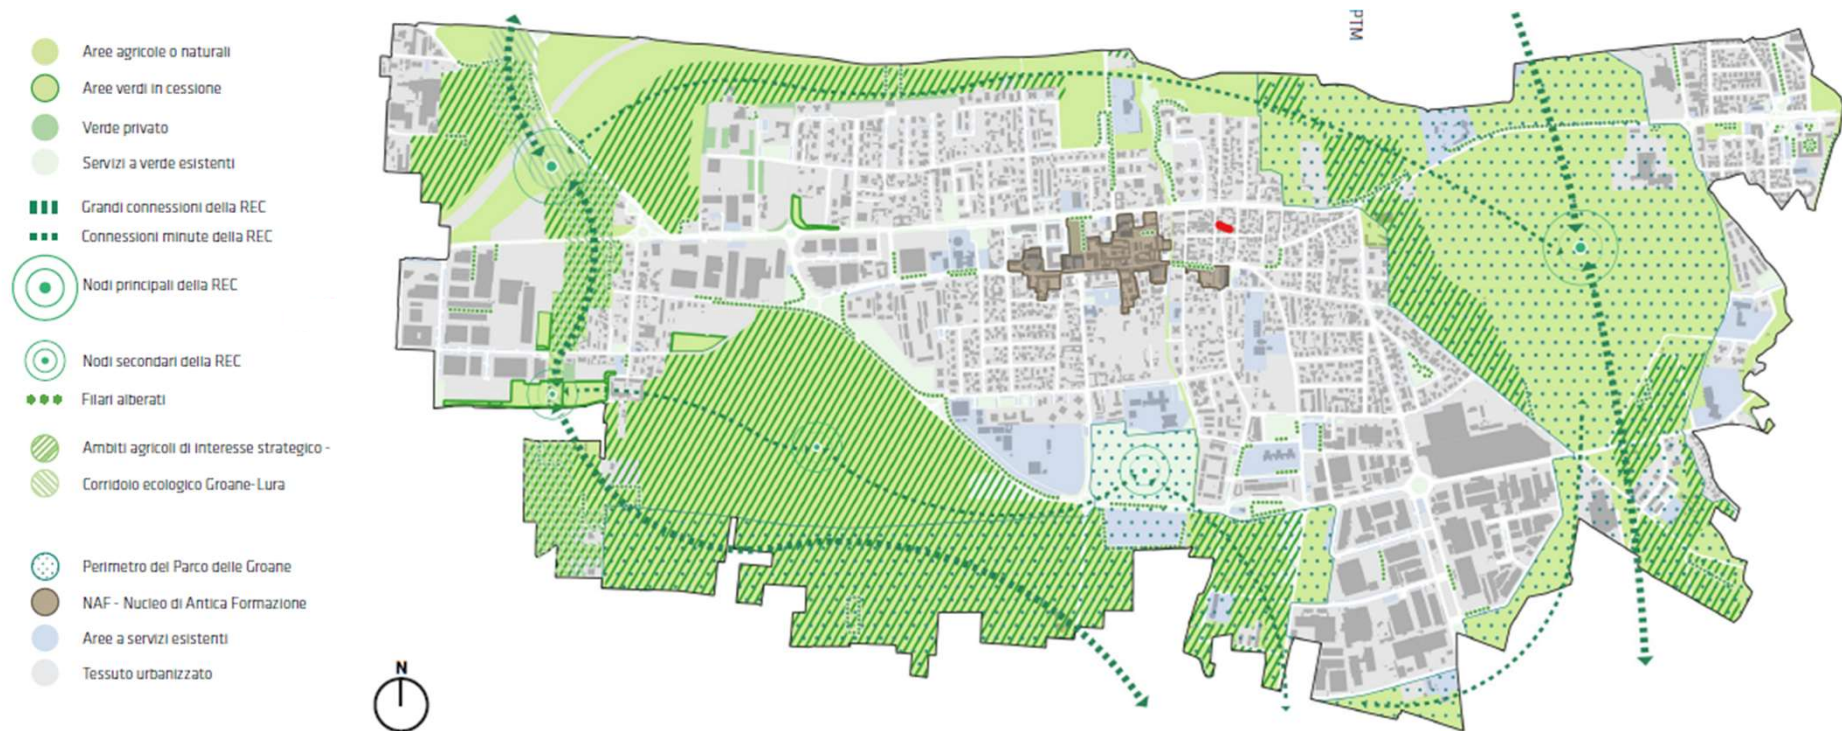 Aree agricole o naturali
Aree verdi in cessione
Verde privato
Servizi a verde esistenti
Grandi connessioni della REC
Connessioni minute della REC
Nodi principali della REC
Nodi secondari della REC
Filari alberati
Ambiti agricoli di interesse strategico -
Corridoio ecologico Groane-Lura
Perimetro del Parco delle Groane
NAF - Nucleo di Antica Formazione
Aree a servizi esistenti
Tessuto urbanizzato
N
PTM